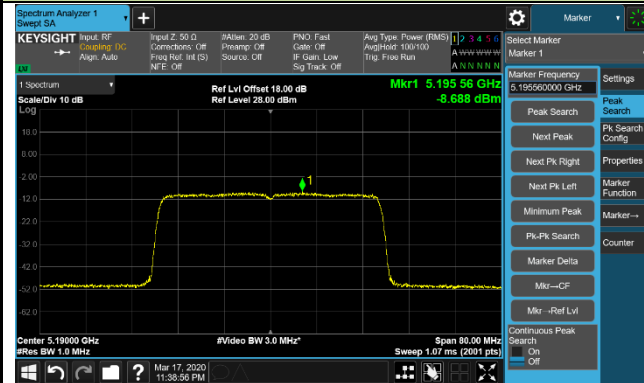 Spectrum Analyzer 1
Swept SA
Marker
KEYSIGHT
Input: RF
Coupling: DC
Align: Auto
Input Z: 50 Ω
Corrections: Off
Freq Ref: Int (S)
NFE: Off
#Atten: 20 dB
Preamp: Off
Source: Off
PNO: Fast
Gate: Off
IF Gain: Low
Sig Track: Off
Avg Type: Power (RMS)
Avg|Hold: 100/100
Trig: Free Run
1 2 3 4 5 6
A W W W W W
A N N N N N
Select Marker
Marker 1
1 Spectrum
Scale/Div 10 dB
Log
Ref Lvl Offset 18.00 dB
Ref Level 28.00 dBm
Mkr1 5.195 56 GHz
-8.688 dBm
Marker Frequency
5.195560000 GHz
Settings
Peak Search
Peak
Search
Next Peak
Pk Search
Config
Next Pk Right
Properties
Next Pk Left
Marker
Function
Minimum Peak
Marker→
Pk-Pk Search
Counter
Marker Delta
Mkr→CF
Mkr→Ref Lvl
Continuous Peak
Search
On
Off
18.0
8.00
-2.00
-12.0
-22.0
-32.0
-42.0
-52.0
-62.0
1
Center 5.19000 GHz
#Res BW 1.0 MHz
#Video BW 3.0 MHz*
Span 80.00 MHz
Sweep 1.07 ms (2001 pts)
?
Mar 17, 2020
11:38:56 PM